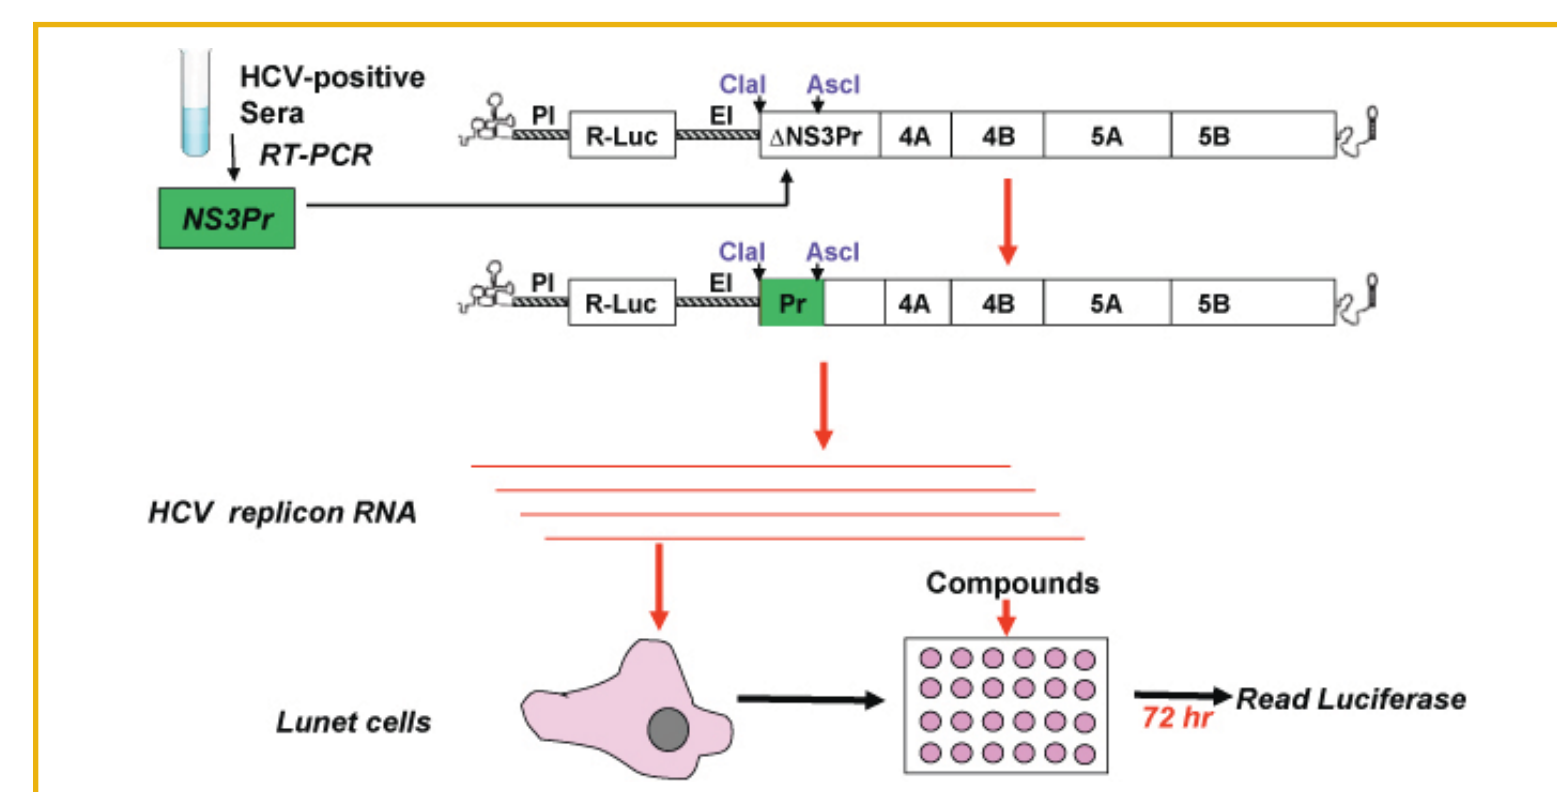 HCV-positive
Sera
RT-PCR
NS3Pr
ClaI AscI
PI EI
R-Luc ΔNS3Pr 4A 4B 5A 5B
ClaI AscI
PI EI
R-Luc Pr 4A 4B 5A 5B
HCV replicon RNA
Compounds
Lunet cells
72 hr
Read Luciferase